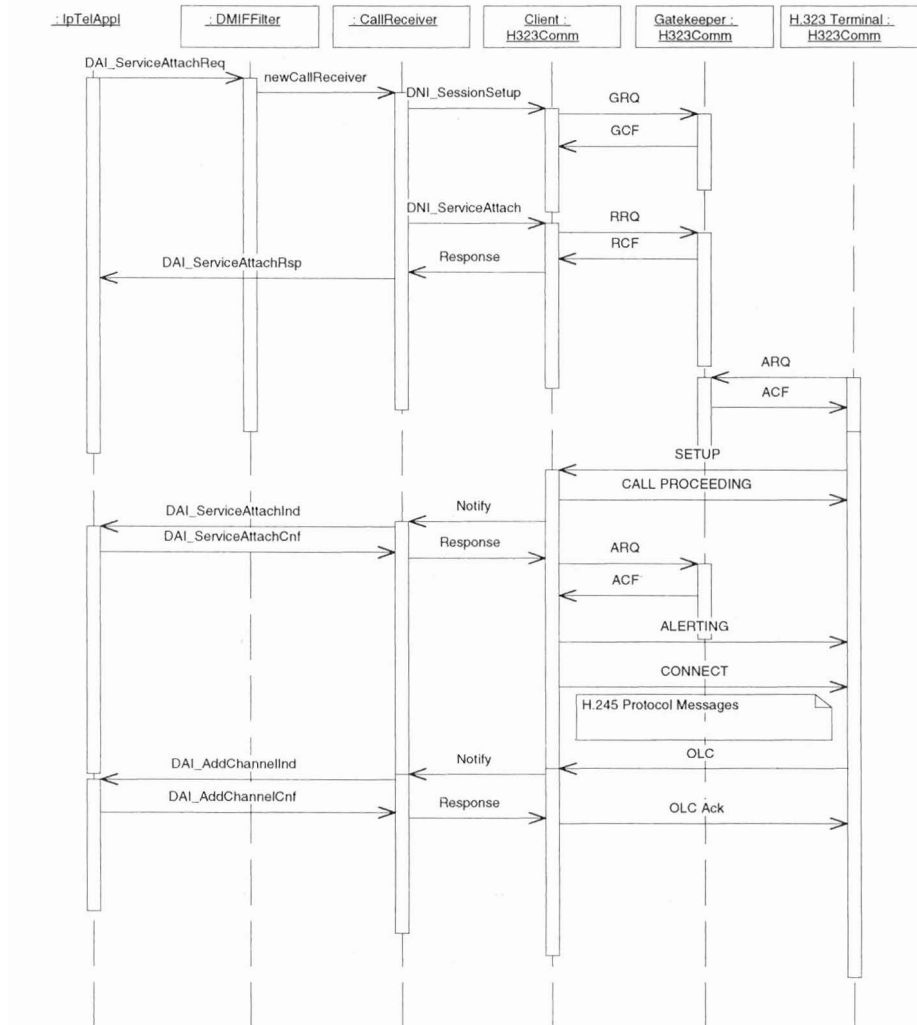 : IpTelAppl
: DMIFFilter
: CallReceiver
Client :
H323Comm
Gatekeeper :
H323Comm
H.323 Terminal :
H323Comm
DAI_ServiceAttachReq
newCallReceiver
DNI_SessionSetup
GRQ
GCF
DNI_ServiceAttach
RRQ
RCF
Response
DAI_ServiceAttachRsp
ARQ
ACF
SETUP
CALL PROCEEDING
Notify
DAI_ServiceAttachInd
DAI_ServiceAttachCnf
Response
ARQ
ACF
ALERTING
CONNECT
H.245 Protocol Messages
OLC
Notify
DAI_AddChannelInd
DAI_AddChannelCnf
Response
OLC Ack